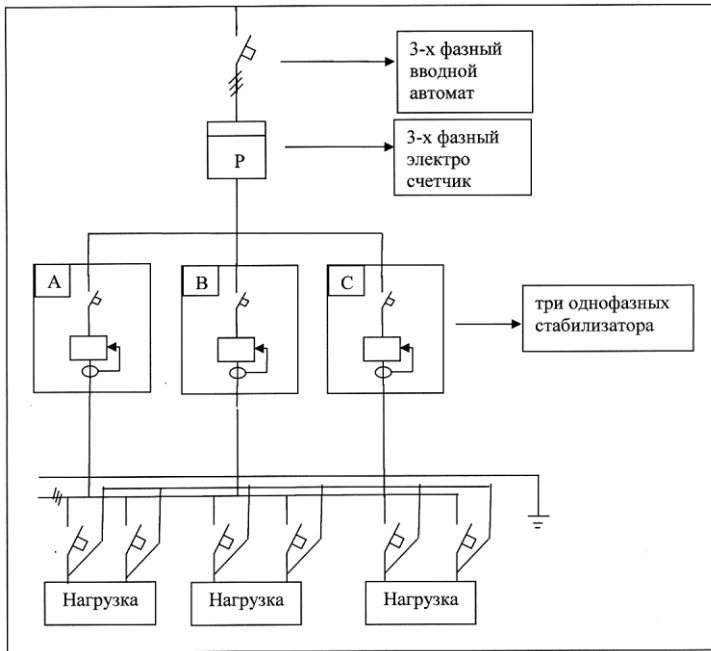 3-х фазный
вводной
автомат
3-х фазный
электро
счетчик
Р
А
В
С
три однофазных
стабилизатора
Нагрузка
Нагрузка
Нагрузка